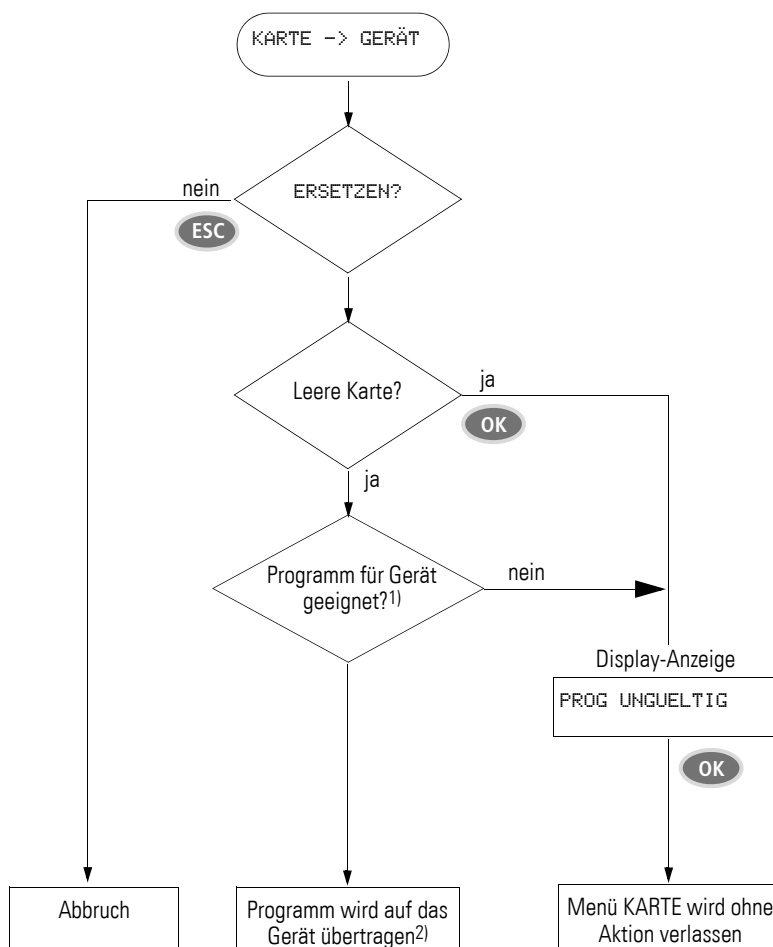 KARTE -> GERÄT
nein
ERSETZEN?
ESC
Leere Karte?
ja
OK
ja
Programm für Gerät
geeignet?1)
nein
Display-Anzeige
PROG UNGUELTIG
OK
Abbruch
Programm wird auf das
Gerät übertragen2)
Menü KARTE wird ohne
Aktion verlassen